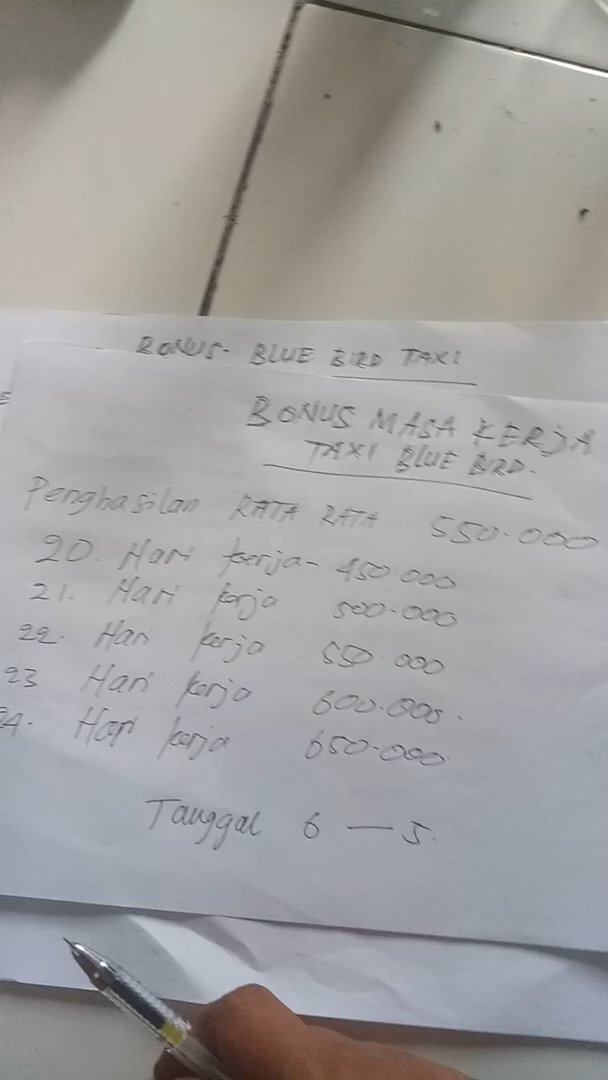 BONUS- BLUE BIRD TAXI
BONUS MASA KERJA
TAXI BLUE BIRD.
Penghasilan RATA RATA 550.000
20. Hari kerja- 450.000
21. Hari kerja 500.000
22. Hari kerja 550.000
23 Hari kerja 600.000.
24. Hari kerja 650.000
Tanggal 6 — 5.